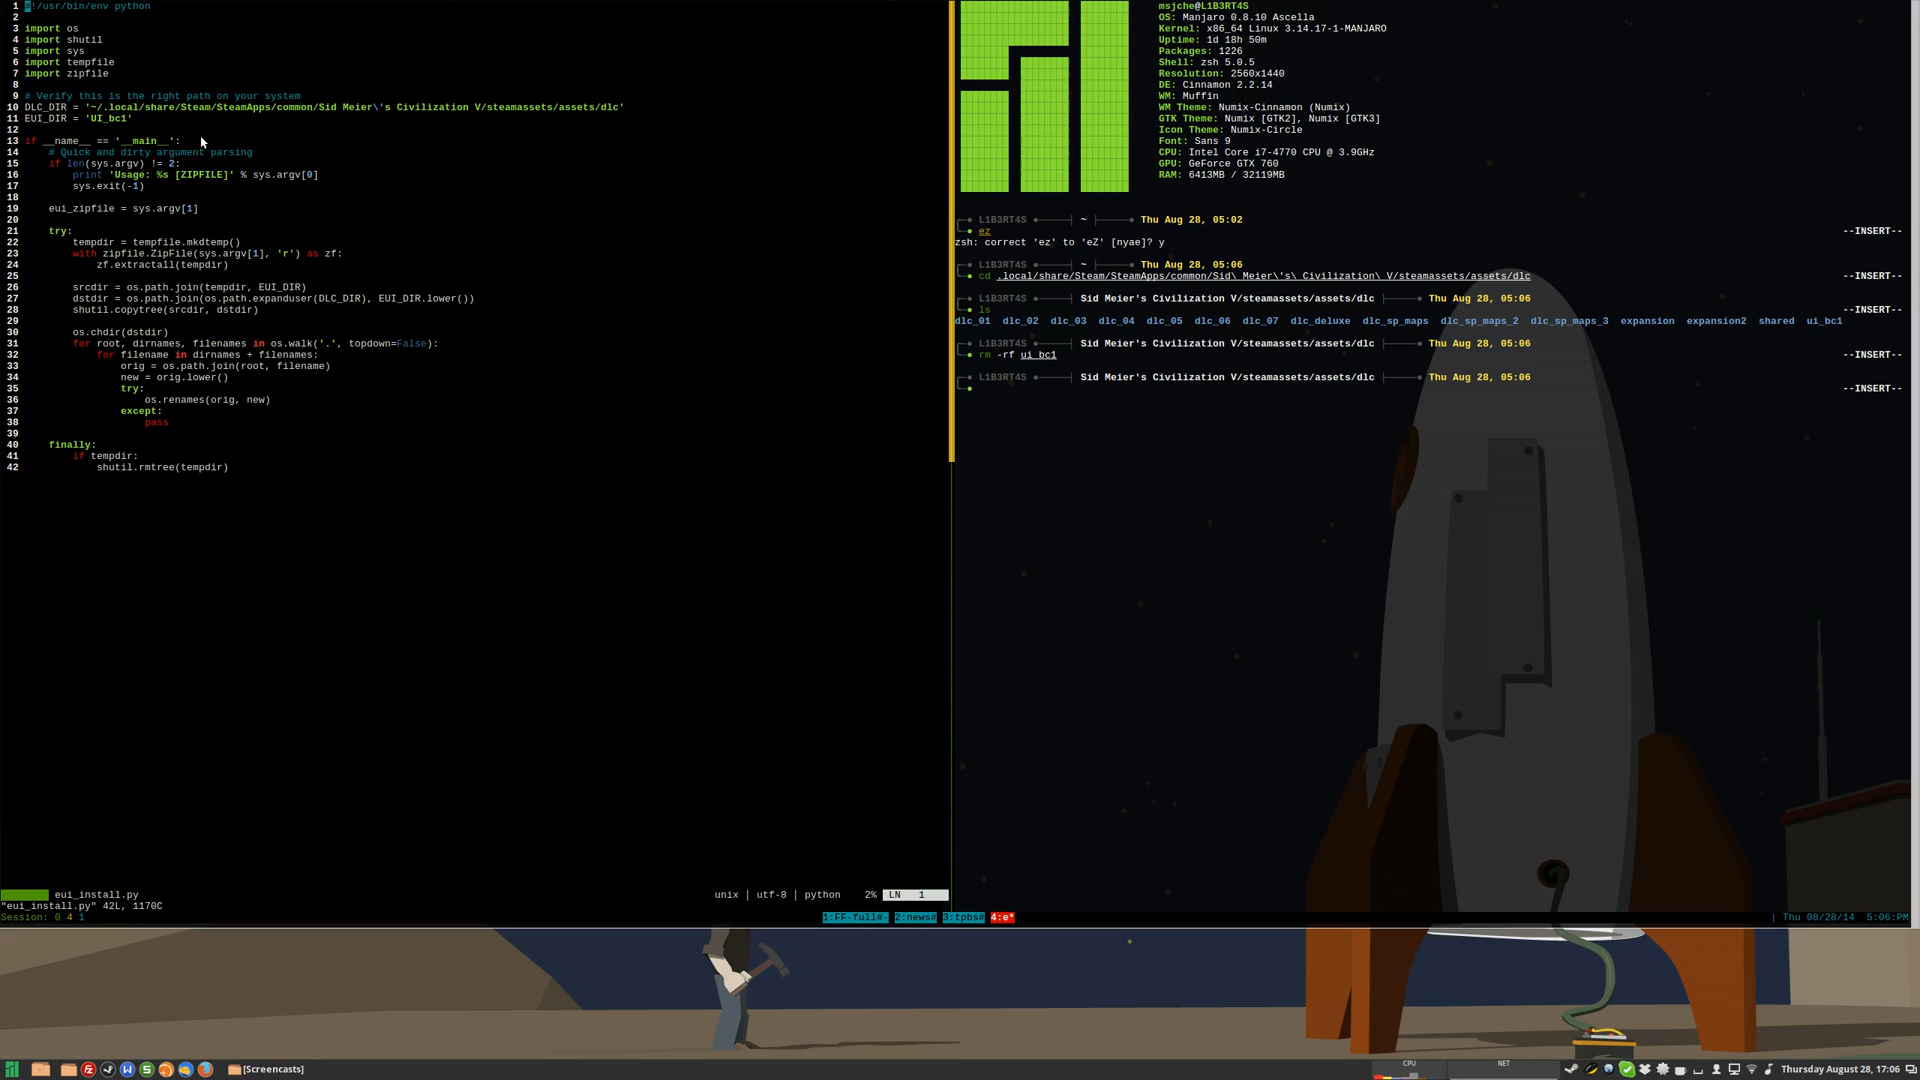 1 #!/usr/bin/env python
2
3 import os
4 import shutil
5 import sys
6 import tempfile
7 import zipfile
8
9 # Verify this is the right path on your system
10 DLC_DIR = '~/.local/share/Steam/SteamApps/common/Sid Meier\'s Civilization V/steamassets/assets/dlc'
11 EUI_DIR = 'UI_bc1'
12
13 if __name__ == '__main__':
14     # Quick and dirty argument parsing
15     if len(sys.argv) != 2:
16         print 'Usage: %s [ZIPFILE]' % sys.argv[0]
17         sys.exit(-1)
18
19     eui_zipfile = sys.argv[1]
20
21     try:
22         tempdir = tempfile.mkdtemp()
23         with zipfile.ZipFile(sys.argv[1], 'r') as zf:
24             zf.extractall(tempdir)
25
26         srcdir = os.path.join(tempdir, EUI_DIR)
27         dstdir = os.path.join(os.path.expanduser(DLC_DIR), EUI_DIR.lower())
28         shutil.copytree(srcdir, dstdir)
29
30         os.chdir(dstdir)
31         for root, dirnames, filenames in os.walk('.', topdown=False):
32             for filename in dirnames + filenames:
33                 orig = os.path.join(root, filename)
34                 new = orig.lower()
35                 try:
36                     os.renames(orig, new)
37                 except:
38                     pass
39
40     finally:
41         if tempdir:
42             shutil.rmtree(tempdir)
eui_install.py unix | utf-8 | python 2% LN 1
"eui_install.py" 42L, 1170C
msjche@L1B3RT4S
OS: Manjaro 0.8.10 Ascella
Kernel: x86_64 Linux 3.14.17-1-MANJARO
Uptime: 1d 18h 50m
Packages: 1226
Shell: zsh 5.0.5
Resolution: 2560x1440
DE: Cinnamon 2.2.14
WM: Muffin
WM Theme: Numix-Cinnamon (Numix)
GTK Theme: Numix [GTK2], Numix [GTK3]
Icon Theme: Numix-Circle
Font: Sans 9
CPU: Intel Core i7-4770 CPU @ 3.9GHz
GPU: GeForce GTX 760
RAM: 6413MB / 32119MB
L1B3RT4S ~ Thu Aug 28, 05:02
ez --INSERT--
zsh: correct 'ez' to 'eZ' [nyae]? y
L1B3RT4S ~ Thu Aug 28, 05:06
cd .local/share/Steam/SteamApps/common/Sid\ Meier\'s\ Civilization\ V/steamassets/assets/dlc --INSERT--
L1B3RT4S Sid Meier's Civilization V/steamassets/assets/dlc Thu Aug 28, 05:06
ls --INSERT--
dlc_01 dlc_02 dlc_03 dlc_04 dlc_05 dlc_06 dlc_07 dlc_deluxe dlc_sp_maps dlc_sp_maps_2 dlc_sp_maps_3 expansion expansion2 shared ui_bc1
L1B3RT4S Sid Meier's Civilization V/steamassets/assets/dlc Thu Aug 28, 05:06
rm -rf ui_bc1 --INSERT--
L1B3RT4S Sid Meier's Civilization V/steamassets/assets/dlc Thu Aug 28, 05:06
--INSERT--
Session: 0 4 1 1:FF-full#- 2:news# 3:tpbs# 4:e* | Thu 08/28/14 5:06:PM
[Screencasts] CPU NET Thursday August 28, 17:06